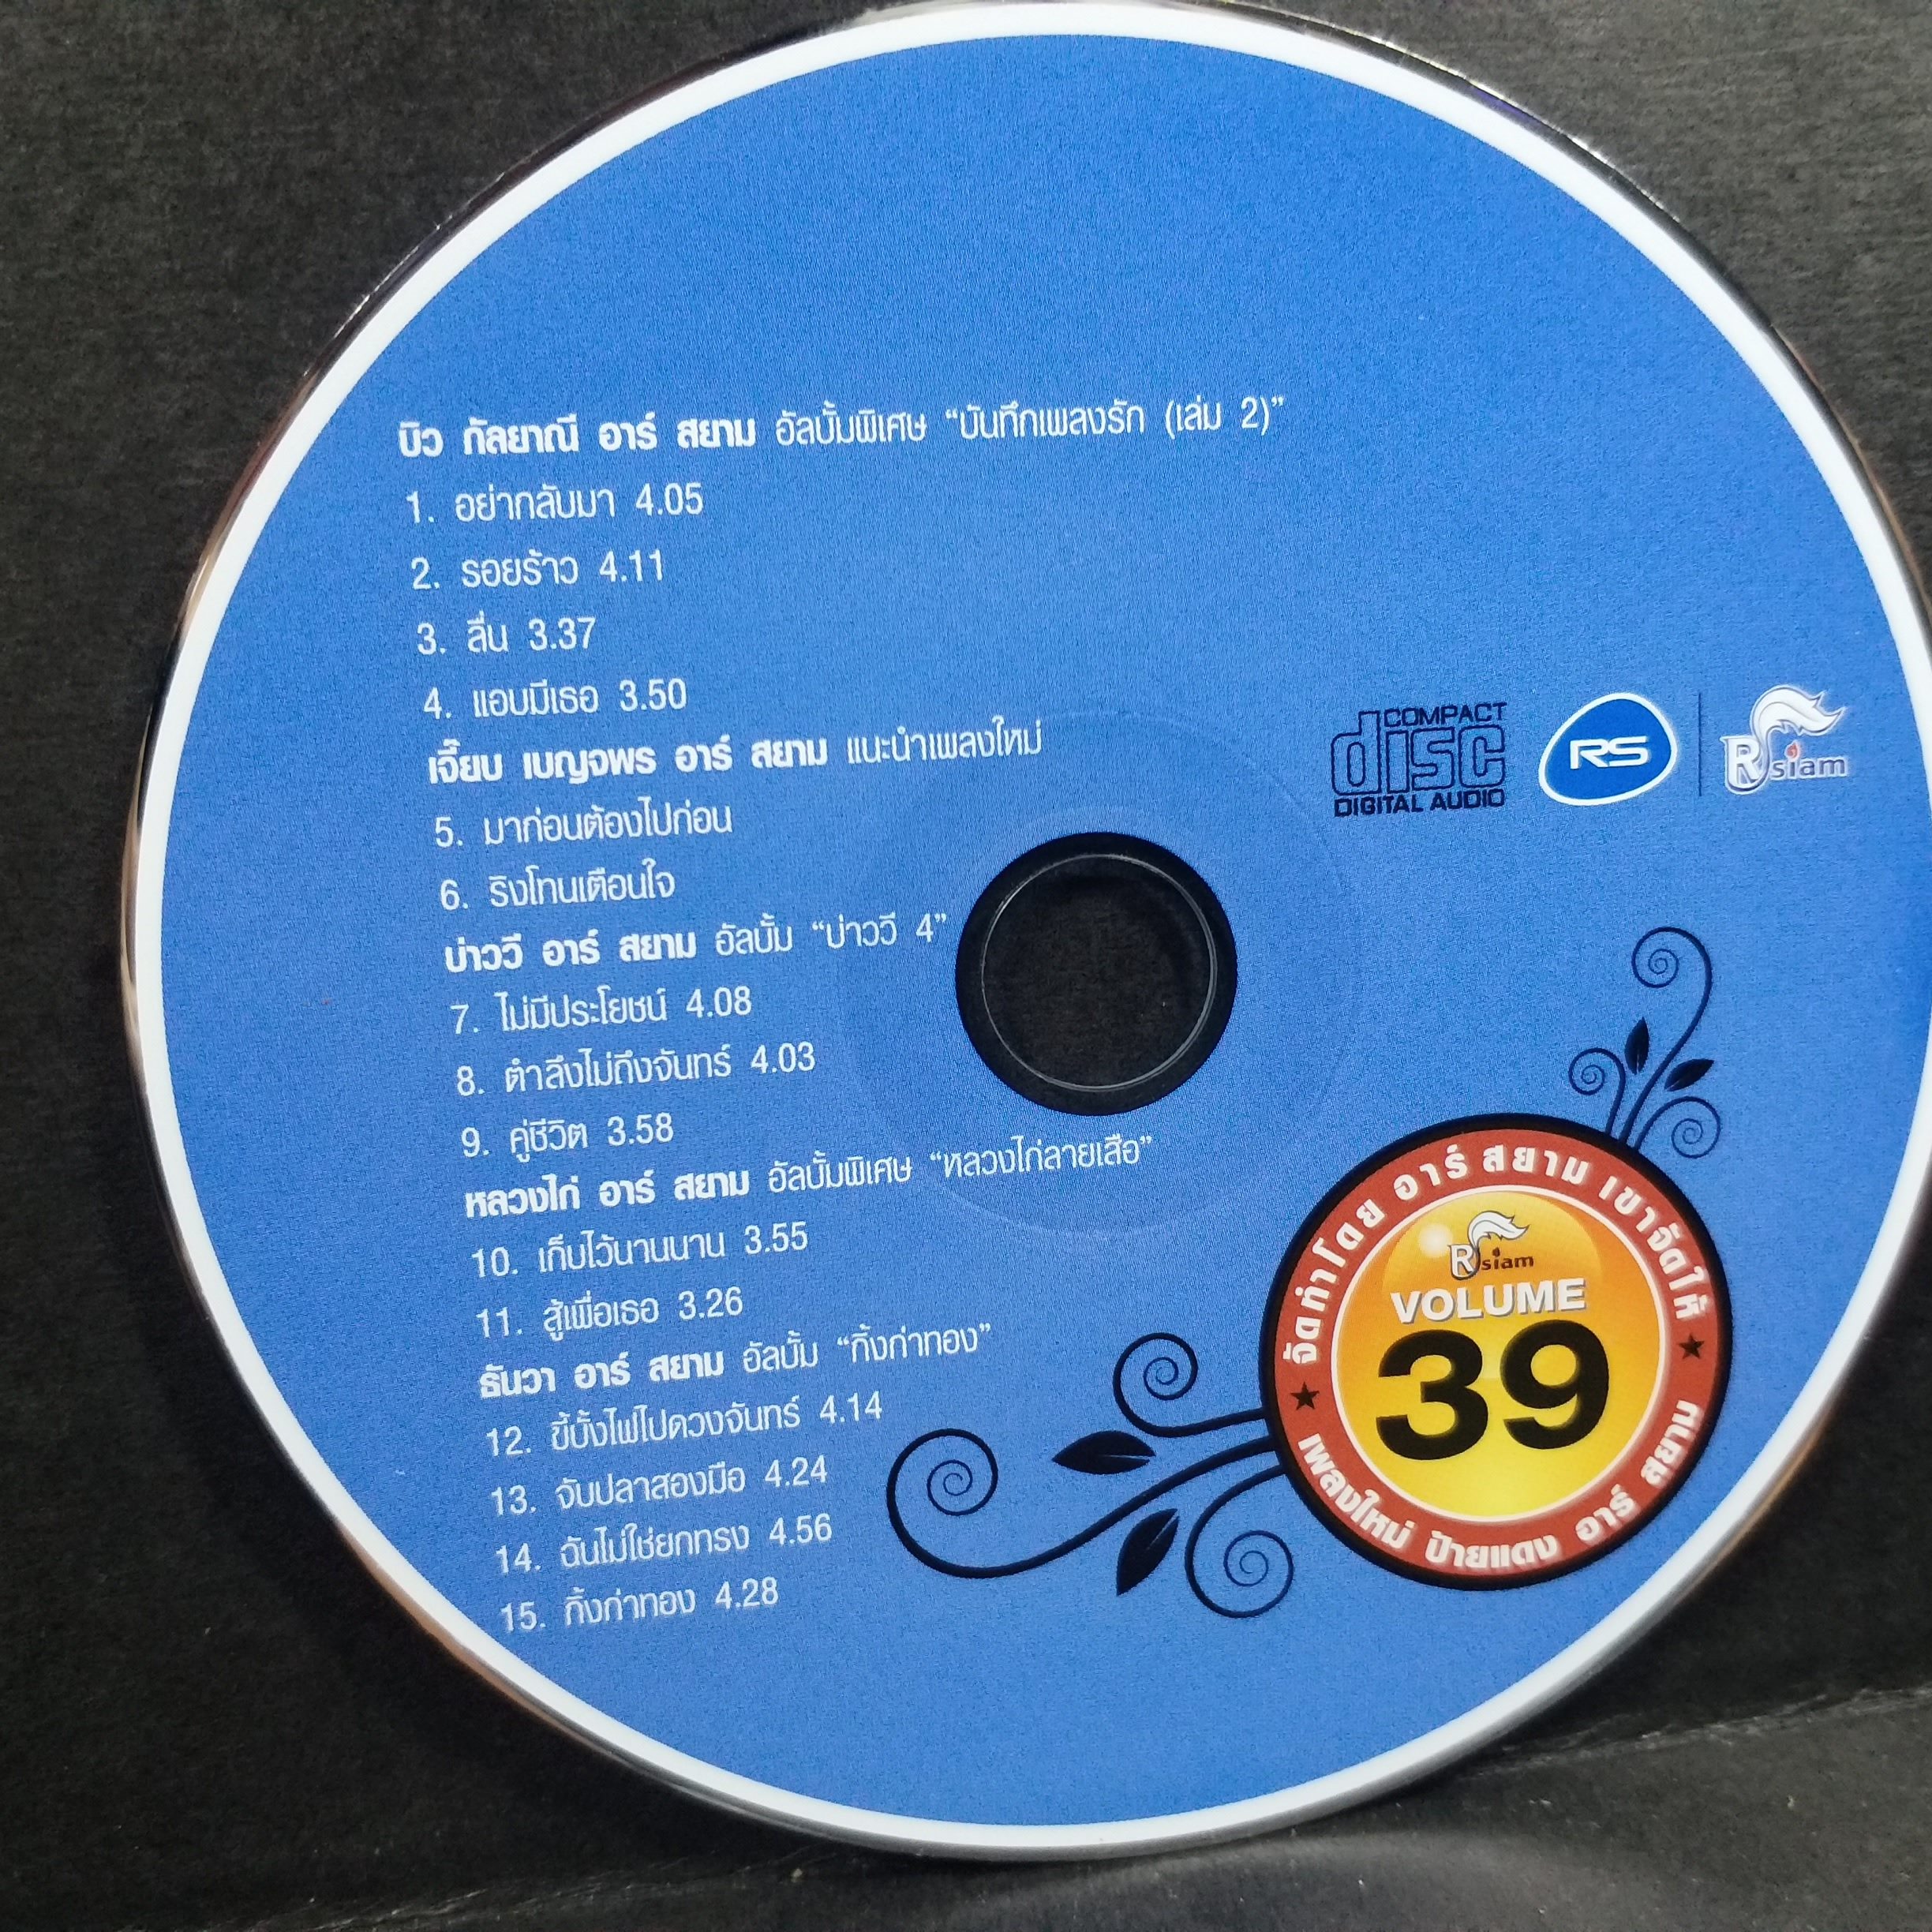 บิว กัลยาณี อาร์ สยาม อัลบั้มพิเศษ “บันทึกเพลงรัก (เล่ม 2)”
1. อย่ากลับมา 4.05
2. รอยร้าว 4.11
3. ลื่น 3.37
4. แอบมีเธอ 3.50
เจี๊ยบ เบญจพร อาร์ สยาม แนะนำเพลงใหม่
5. มาก่อนต้องไปก่อน
6. ริงโทนเตือนใจ
บ่าววี อาร์ สยาม อัลบั้ม “บ่าววี 4”
7. ไม่มีประโยชน์ 4.08
8. ตำลึงไม่ถึงจันทร์ 4.03
9. คู่ชีวิต 3.58
หลวงไก่ อาร์ สยาม อัลบั้มพิเศษ “หลวงไก่ลายเสือ”
10. เก็บไว้นานนาน 3.55
11. สู้เพื่อเธอ 3.26
ธันวา อาร์ สยาม อัลบั้ม “กิ้งก่าทอง”
12. ขี้บั้งไฟไปดวงจันทร์ 4.14
13. จับปลาสองมือ 4.24
14. ฉันไม่ใช่ยกทรง 4.56
15. กิ้งก่าทอง 4.28
COMPACT
disc
DIGITAL AUDIO
RS
Rsiam
จัดทำโดย อาร์ สยาม เขาจัดให้
Rsiam
VOLUME
39
เพลงใหม่ ป้ายแดง อาร์ สยาม